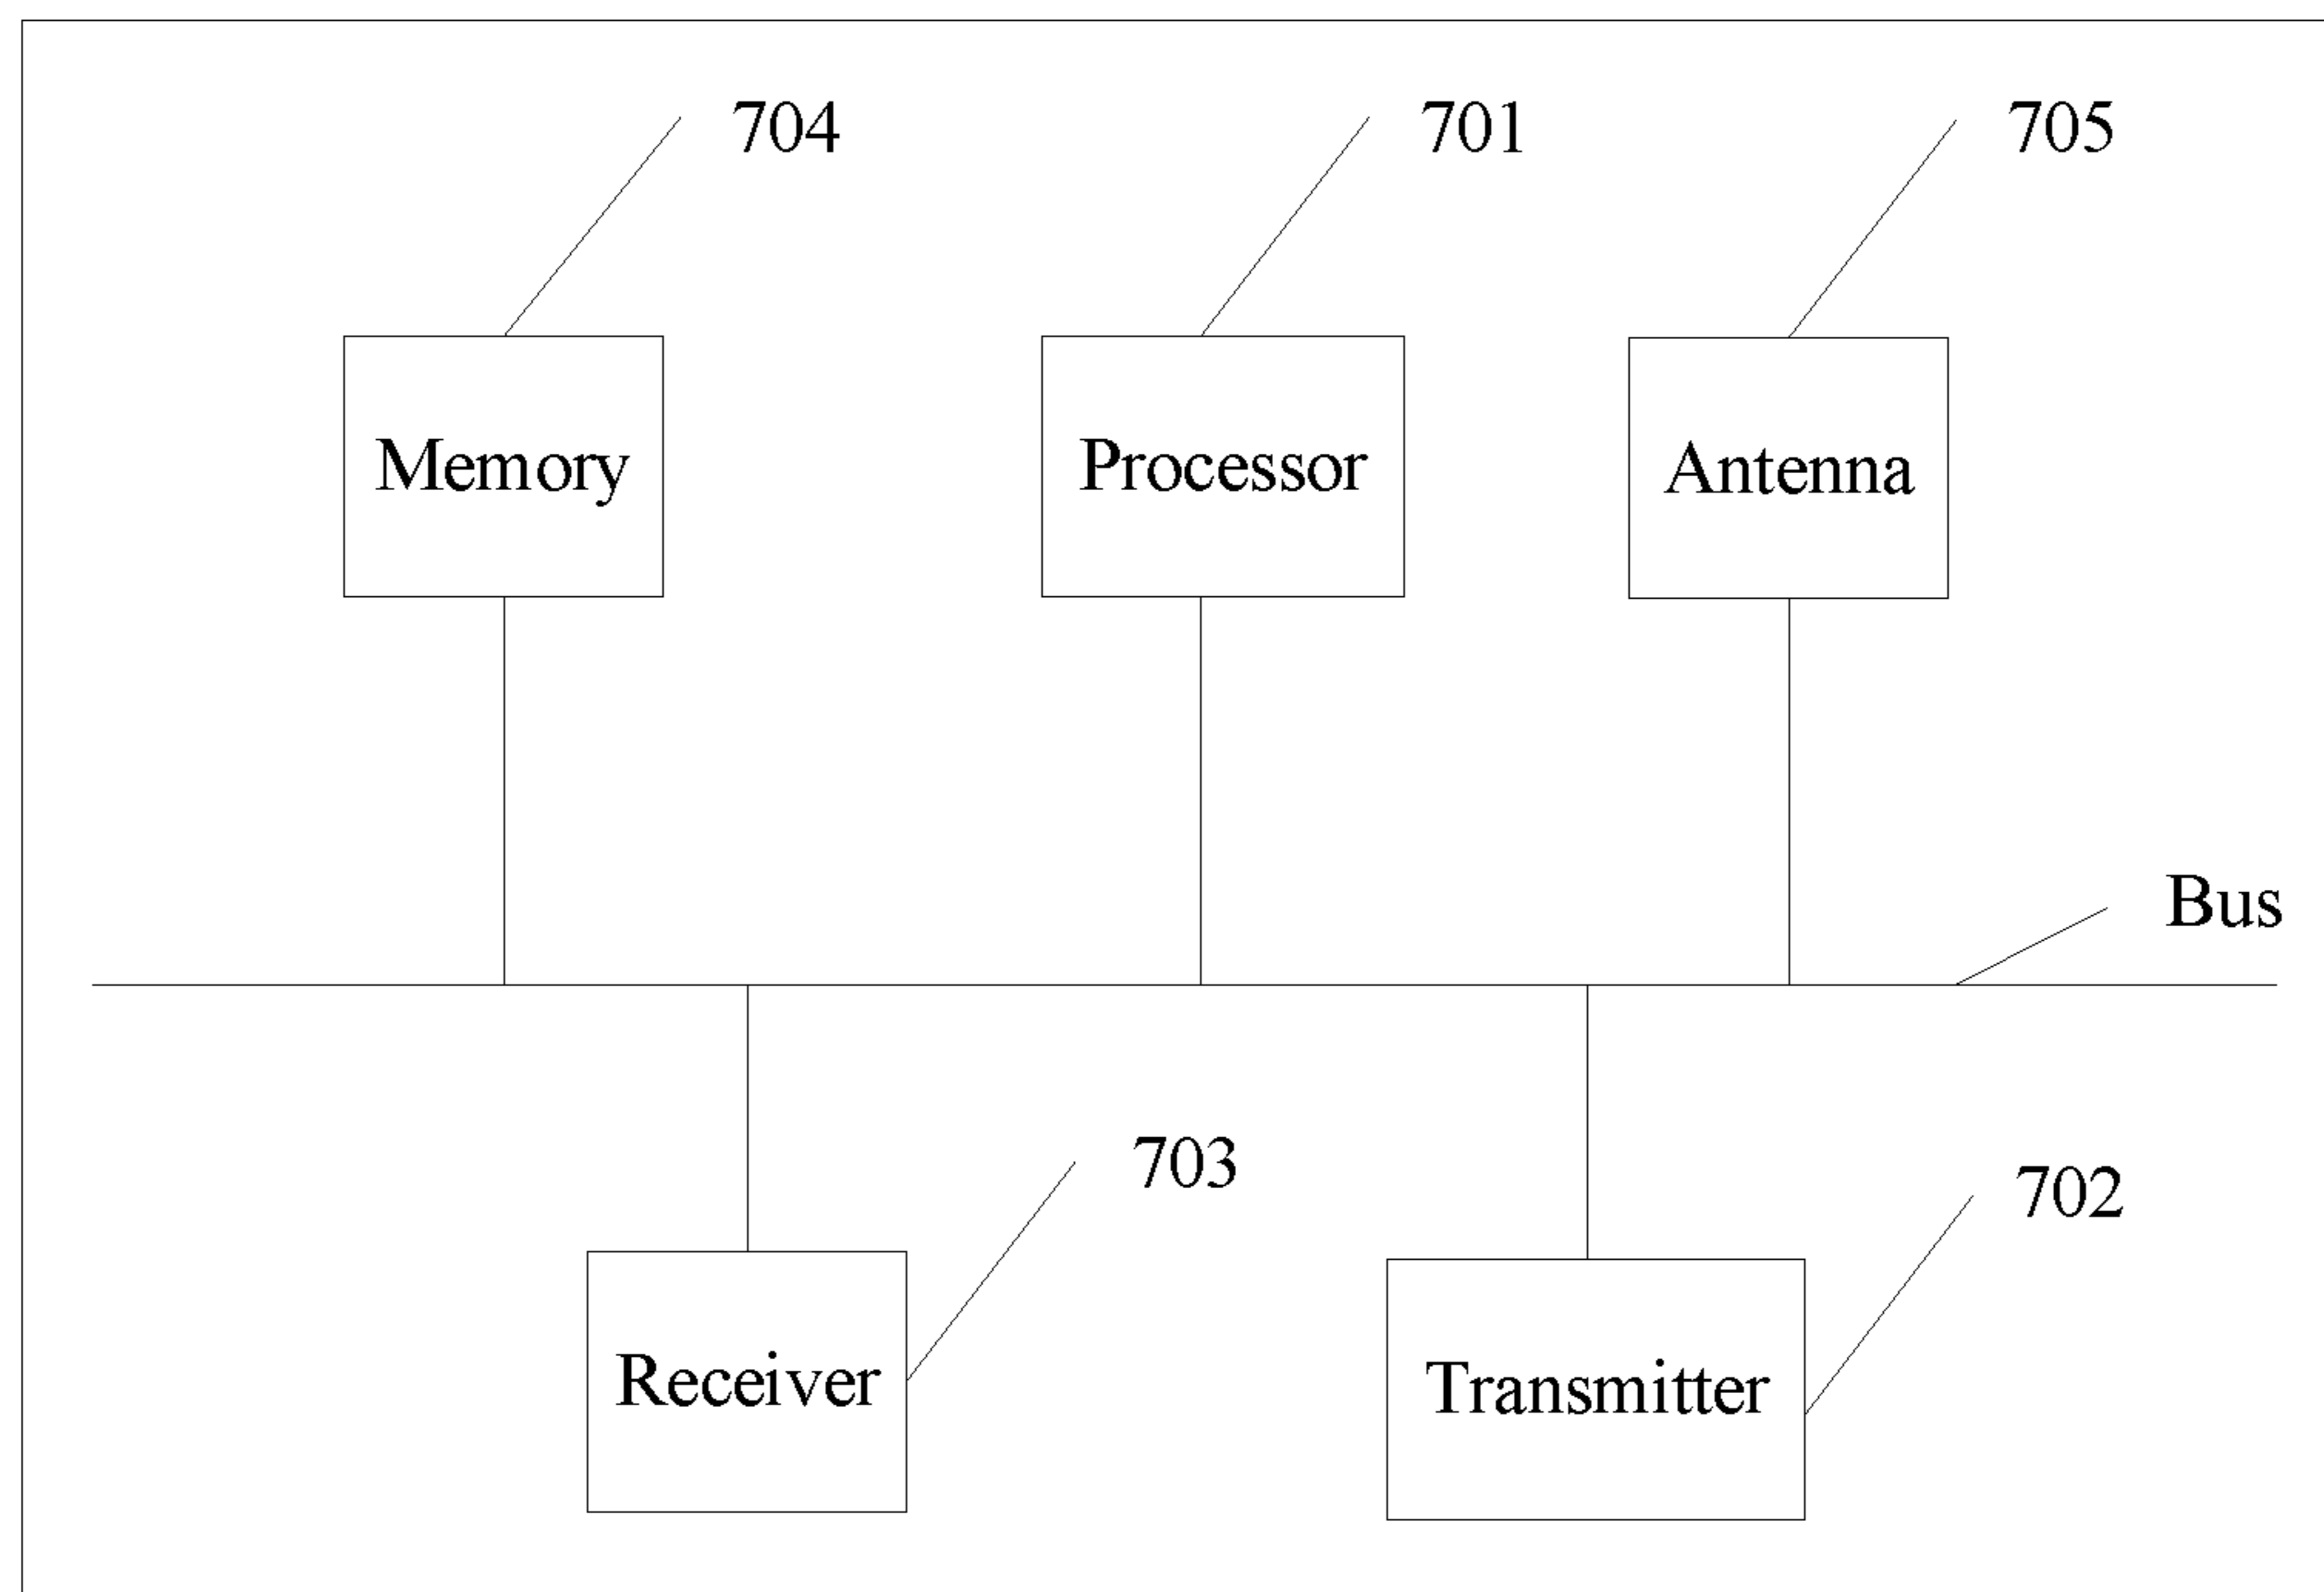 704
701
705
Memory
Processor
Antenna
Bus
703
702
Receiver
Transmitter